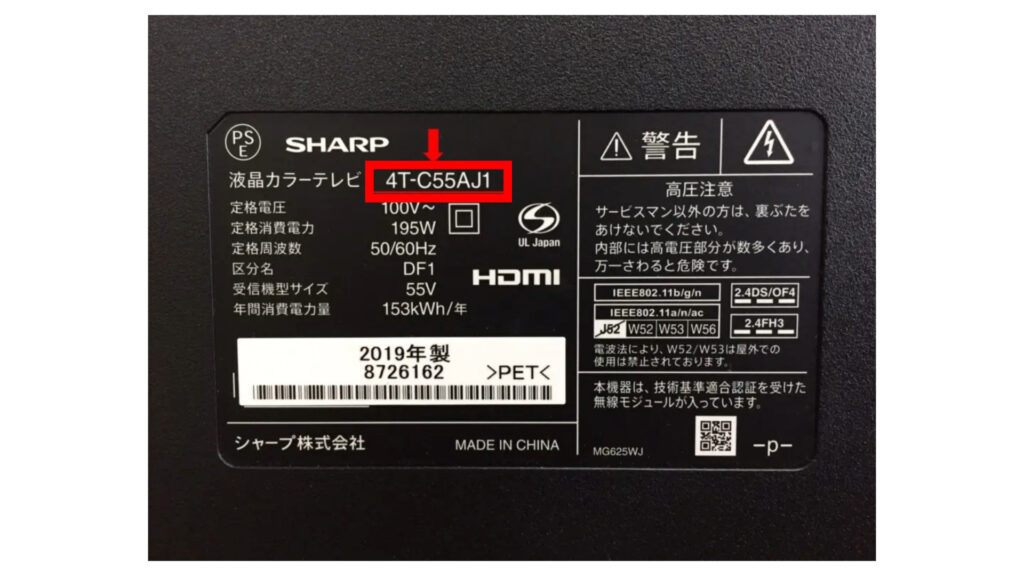 PS
E
SHARP
液晶カラーテレビ 4T-C55AJ1
定格電圧 100V～
定格消費電力 195W
定格周波数 50/60Hz
区分名 DF1
受信機型サイズ 55V
年間消費電力量 153kWh/年
UL Japan
HDMI
2019年製
8726162 >PET<
シャープ株式会社 MADE IN CHINA
警告
高圧注意
サービスマン以外の方は、裏ぶたを
あけないでください。
内部には高電圧部分が数多くあり、
万一さわると危険です。
IEEE802.11b/g/n
IEEE802.11a/n/ac
J52 W52 W53 W56
2.4DS/OF4
2.4FH3
電波法により、W52/W53は屋外での
使用は禁止されております。
本機器は、技術基準適合認証を受けた
無線モジュールが入っています。
MG625WJ
-p-